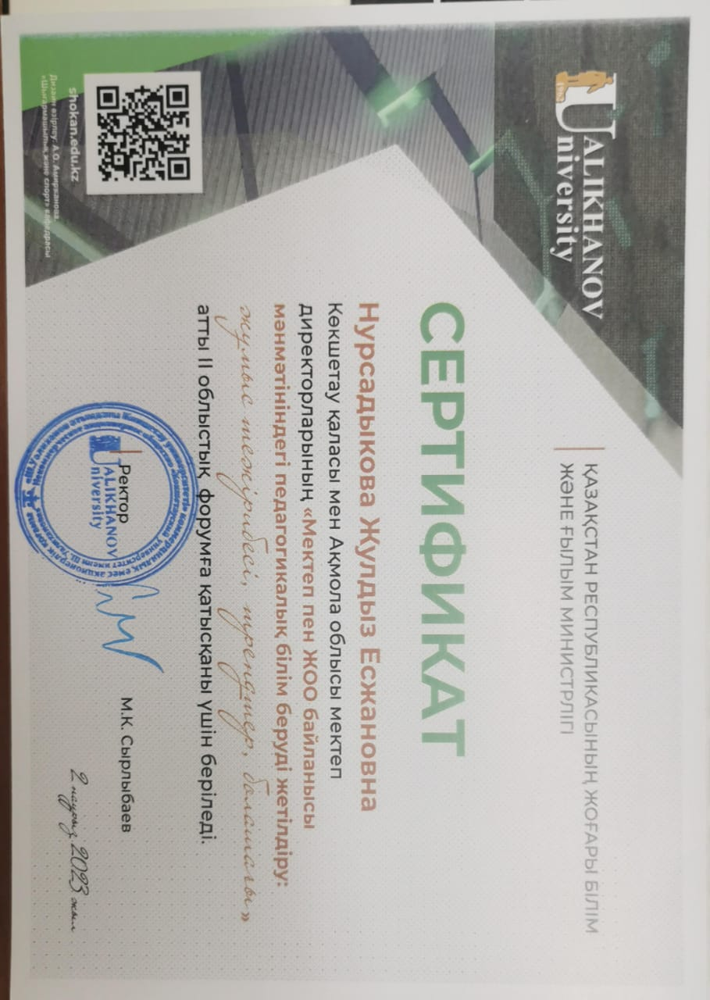 UALIKHANOV
University
1962
ҚАЗАҚСТАН РЕСПУБЛИКАСЫНЫҢ ЖОҒАРЫ БІЛІМ
ЖӘНЕ ҒЫЛЫМ МИНИСТРЛІГІ
СЕРТИФИКАТ
Нурсадыкова Жулдыз Есжановна
Көкшетау қаласы мен Ақмола облысы мектеп
директорларының «Мектеп пен ЖОО байланысы
мәнмәтініндегі педагогикалық білім беруді жетілдіру:
жұмыс тәжірибесі, трендтер, болашағы»
атты II облыстық форумға қатысқаны үшін беріледі.
Ректор
UALIKHANOV
University
М.К. Сырлыбаев
2 наурыз 2023 жыл
shokan.edu.kz
Дизайн әзірлеу: А.О. Амирханова,
«Шығармашылық және спорт» кафедрасы